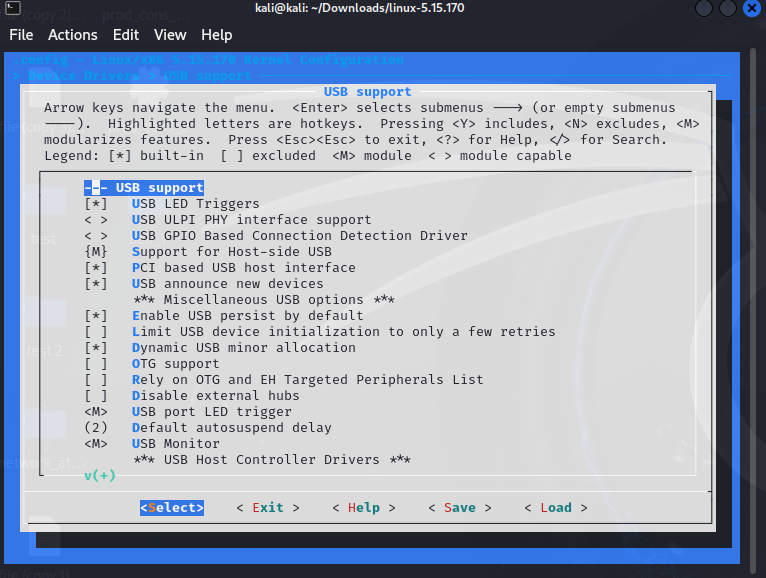 kali@kali: ~/Downloads/linux-5.15.170
File Actions Edit View Help
.config - Linux/x86 5.15.170 Kernel Configuration
> Device Drivers > USB support
USB support
Arrow keys navigate the menu. <Enter> selects submenus ---> (or empty submenus
----). Highlighted letters are hotkeys. Pressing <Y> includes, <N> excludes, <M>
modularizes features. Press <Esc><Esc> to exit, <?> for Help, </> for Search.
Legend: [*] built-in [ ] excluded <M> module < > module capable
--- USB support
[*] USB LED Triggers
< > USB ULPI PHY interface support
< > USB GPIO Based Connection Detection Driver
{M} Support for Host-side USB
[*] PCI based USB host interface
[*] USB announce new devices
*** Miscellaneous USB options ***
[*] Enable USB persist by default
[ ] Limit USB device initialization to only a few retries
[*] Dynamic USB minor allocation
[ ] OTG support
[ ] Rely on OTG and EH Targeted Peripherals List
[ ] Disable external hubs
<M> USB port LED trigger
(2) Default autosuspend delay
<M> USB Monitor
*** USB Host Controller Drivers ***
v(+)
<Select> < Exit > < Help > < Save > < Load >
test
test 2